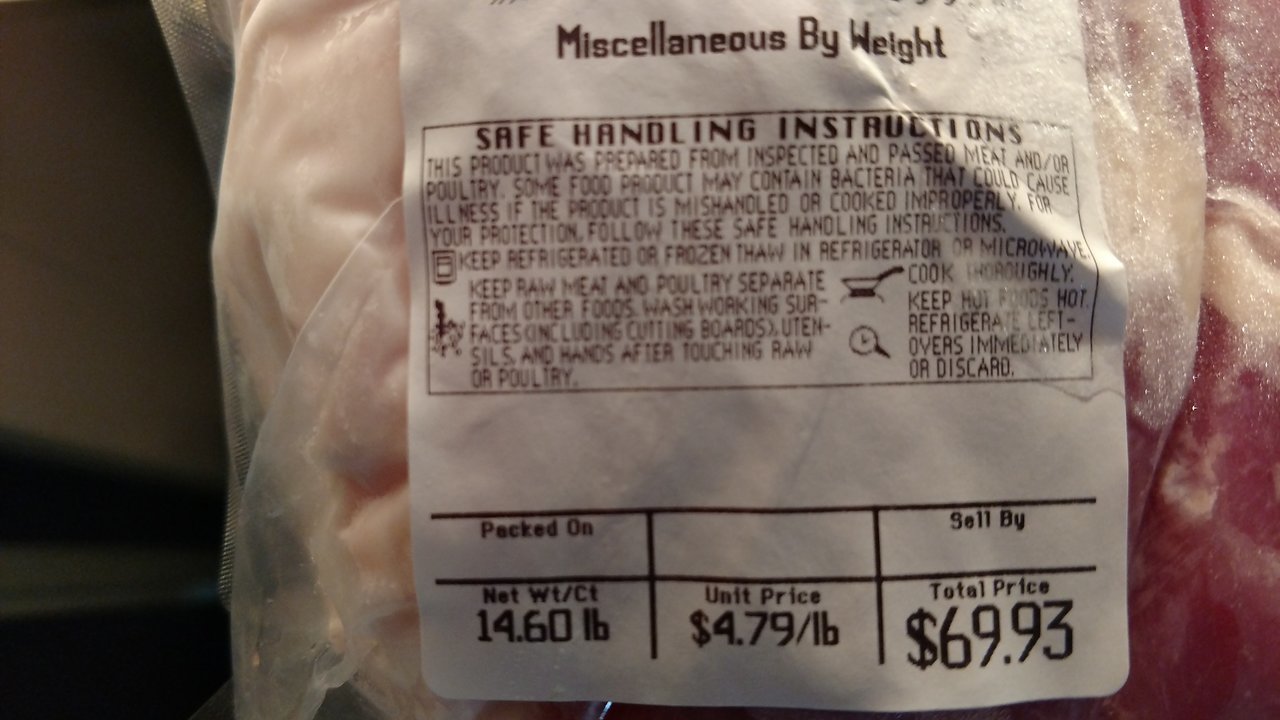 Miscellaneous By Weight
SAFE HANDLING INSTRUCTIONS
THIS PRODUCT WAS PREPARED FROM INSPECTED AND PASSED MEAT AND/OR
POULTRY. SOME FOOD PRODUCT MAY CONTAIN BACTERIA THAT COULD CAUSE
ILLNESS IF THE PRODUCT IS MISHANDLED OR COOKED IMPROPERLY. FOR
YOUR PROTECTION, FOLLOW THESE SAFE HANDLING INSTRUCTIONS.
KEEP REFRIGERATED OR FROZEN THAW IN REFRIGERATOR OR MICROWAVE.
KEEP RAW MEAT AND POULTRY SEPARATE
FROM OTHER FOODS. WASH WORKING SUR-
FACES (INCLUDING CUTTING BOARDS), UTEN-
SILS, AND HANDS AFTER TOUCHING RAW
OR POULTRY.
COOK THOROUGHLY.
KEEP HOT FOODS HOT.
REFRIGERATE LEFT-
OVERS IMMEDIATELY
OR DISCARD.
Packed On
Sell By
Net Wt/Ct
14.60 lb
Unit Price
$4.79/lb
Total Price
$69.93